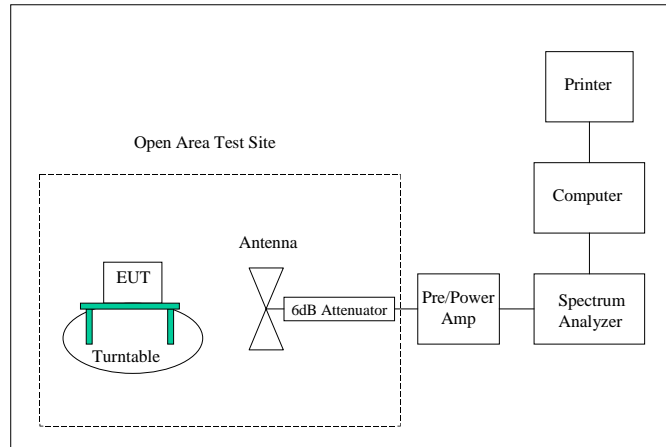 Printer
Open Area Test Site
Computer
Antenna
EUT
Pre/Power
Amp
Spectrum
Analyzer
6dB Attenuator
Turntable